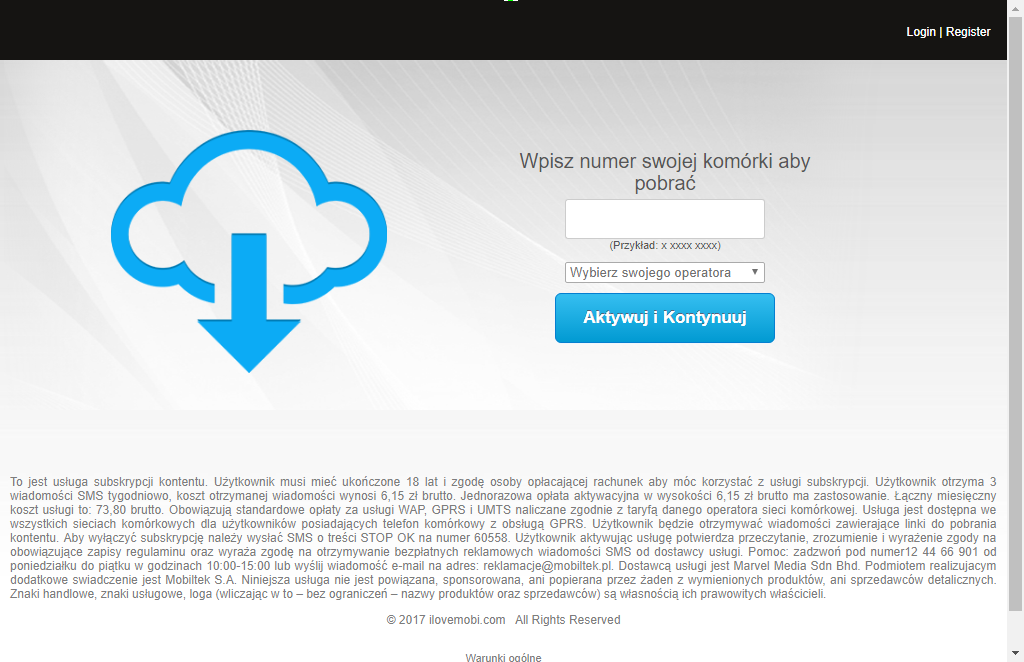 Login | Register
Wpisz numer swojej komórki aby
pobrać
(Przykład: x xxxx xxxx)
Wybierz swojego operatora
Aktywuj i Kontynuuj
To jest usługa subskrypcji kontentu. Użytkownik musi mieć ukończone 18 lat i zgodę osoby opłacającej rachunek aby móc korzystać z usługi subskrypcji. Użytkownik otrzyma 3
wiadomości SMS tygodniowo, koszt otrzymanej wiadomości wynosi 6,15 zł brutto. Jednorazowa opłata aktywacyjna w wysokości 6,15 zł brutto ma zastosowanie. Łączny miesięczny
koszt usługi to: 73,80 brutto. Obowiązują standardowe opłaty za usługi WAP, GPRS i UMTS naliczane zgodnie z taryfą danego operatora sieci komórkowej. Usługa jest dostępna we
wszystkich sieciach komórkowych dla użytkowników posiadających telefon komórkowy z obsługą GPRS. Użytkownik będzie otrzymywać wiadomości zawierające linki do pobrania
kontentu. Aby wyłączyć subskrypcję należy wysłać SMS o treści STOP OK na numer 60558. Użytkownik aktywując usługę potwierdza przeczytanie, zrozumienie i wyrażenie zgody na
obowiązujące zapisy regulaminu oraz wyraża zgodę na otrzymywanie bezpłatnych reklamowych wiadomości SMS od dostawcy usługi. Pomoc: zadzwoń pod numer12 44 66 901 od
poniedziałku do piątku w godzinach 10:00-15:00 lub wyślij wiadomość e-mail na adres: reklamacje@mobiltek.pl. Dostawcą usługi jest Marvel Media Sdn Bhd. Podmiotem realizujacym
dodatkowe swiadczenie jest Mobiltek S.A. Niniejsza usługa nie jest powiązana, sponsorowana, ani popierana przez żaden z wymienionych produktów, ani sprzedawców detalicznych.
Znaki handlowe, znaki usługowe, loga (wliczając w to – bez ograniczeń – nazwy produktów oraz sprzedawców) są własnością ich prawowitych właścicieli.
© 2017 ilovemobi.com All Rights Reserved
Warunki ogólne